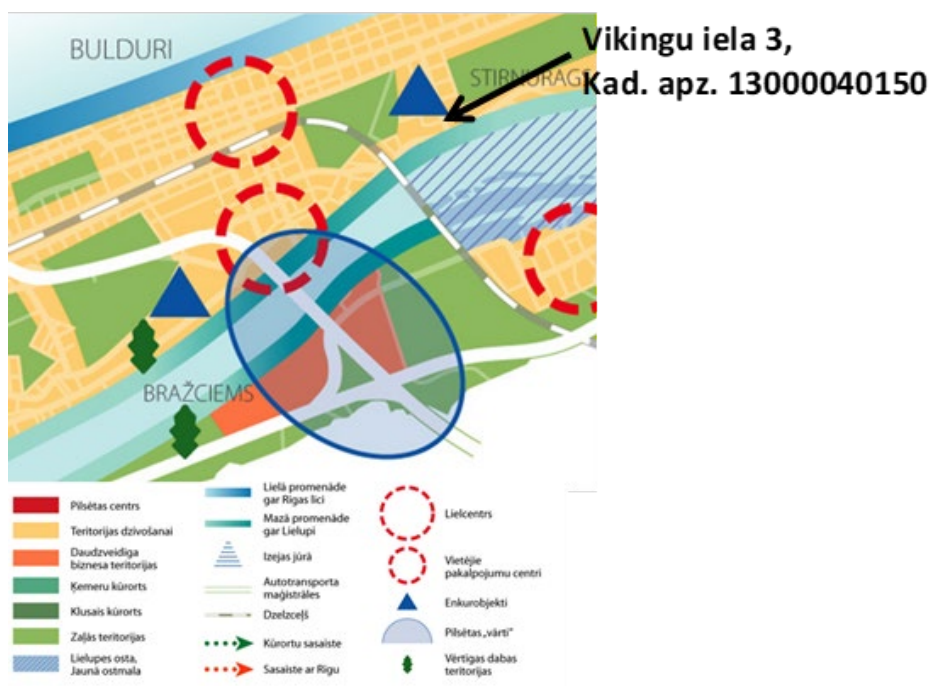 BULDURI
Vikingu iela 3,
STIRNURAGS
Kad. apz. 13000040150
BRAŽCIEMS
Pilsētas centrs
Teritorijas dzīvošanai
Daudzveidīga
biznesa teritorijas
Ķemeru kūrorts
Klusais kūrorts
Zaļās teritorijas
Lielupes osta,
Jaunā ostmala
Lielā promenāde
gar Rīgas līci
Mazā promenāde
gar Lielupi
Izejas jūrā
Autotransporta
maģistrāles
Dzelzceļš
Kūrortu sasaiste
Sasaiste ar Rīgu
Lielcentrs
Vietējie
pakalpojumu centri
Enkurobjekti
Pilsētas „vārti"
Vērtīgas dabas
teritorijas